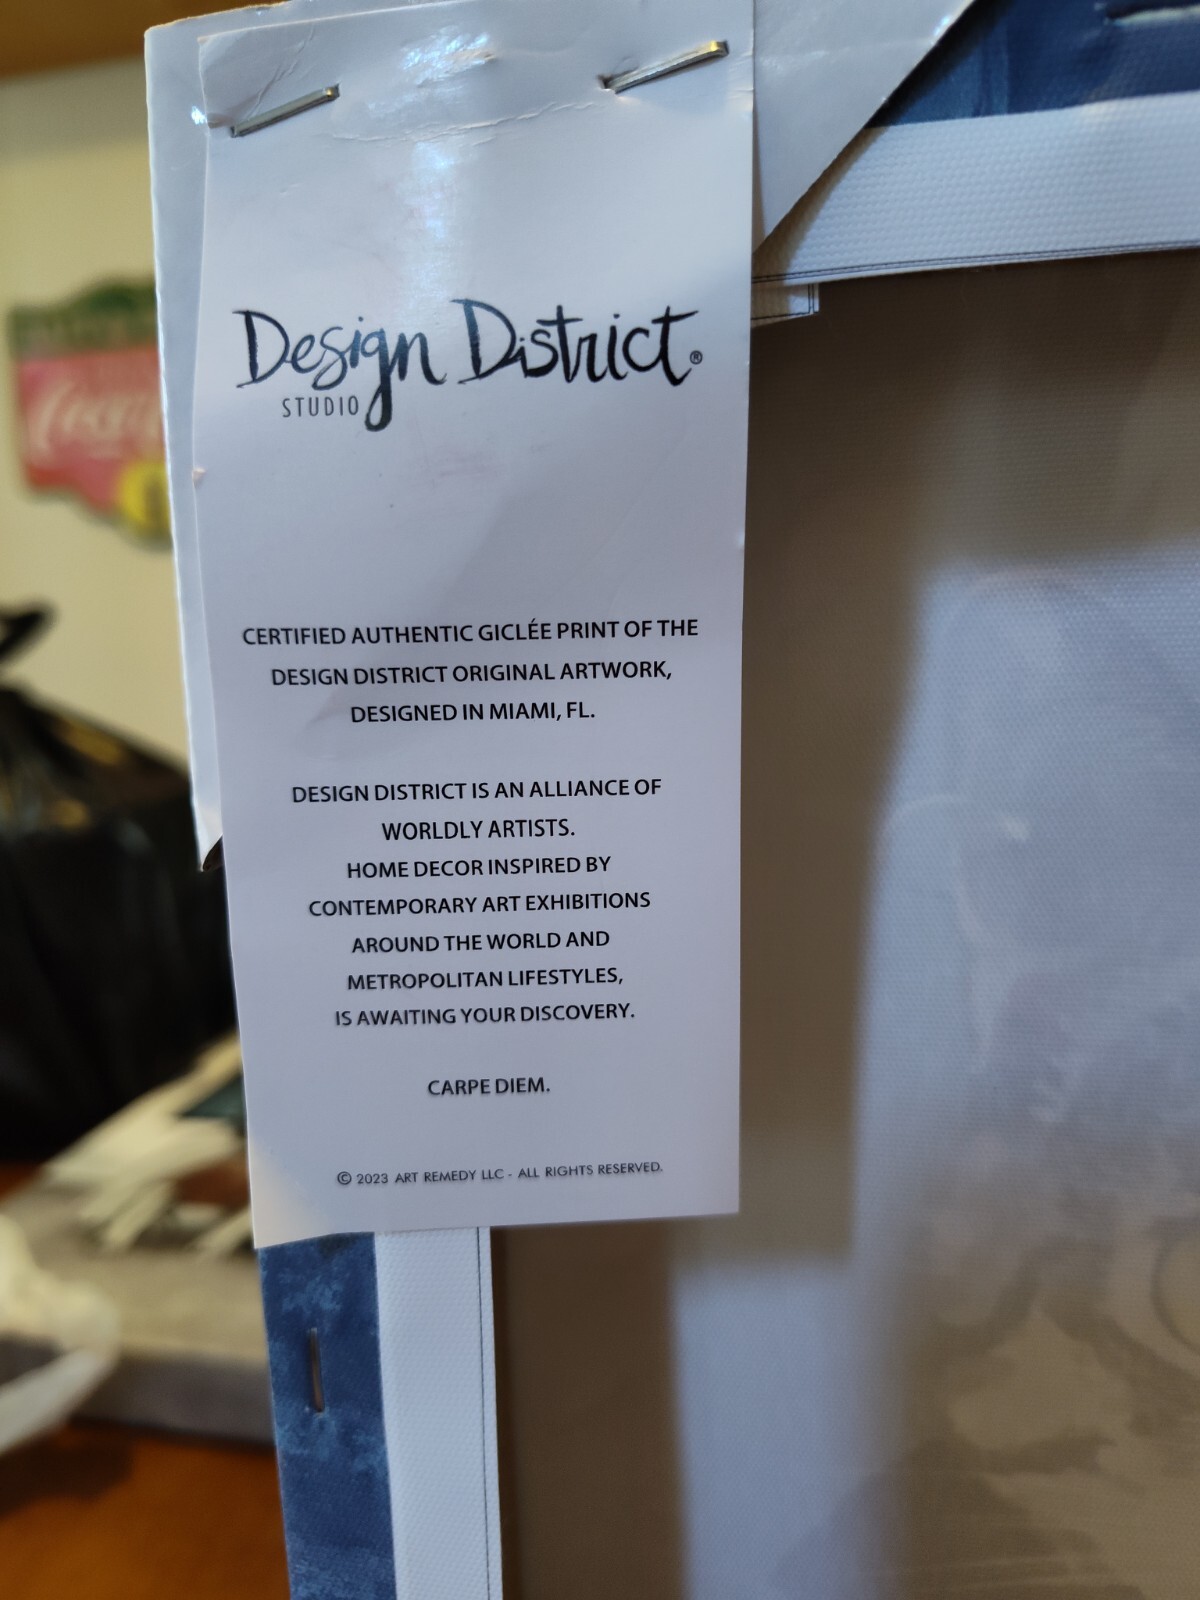 Design District®
STUDIO
CERTIFIED AUTHENTIC GICLÉE PRINT OF THE
DESIGN DISTRICT ORIGINAL ARTWORK,
DESIGNED IN MIAMI, FL.
DESIGN DISTRICT IS AN ALLIANCE OF
WORLDLY ARTISTS.
HOME DECOR INSPIRED BY
CONTEMPORARY ART EXHIBITIONS
AROUND THE WORLD AND
METROPOLITAN LIFESTYLES,
IS AWAITING YOUR DISCOVERY.
CARPE DIEM.
© 2023 ART REMEDY LLC - ALL RIGHTS RESERVED.